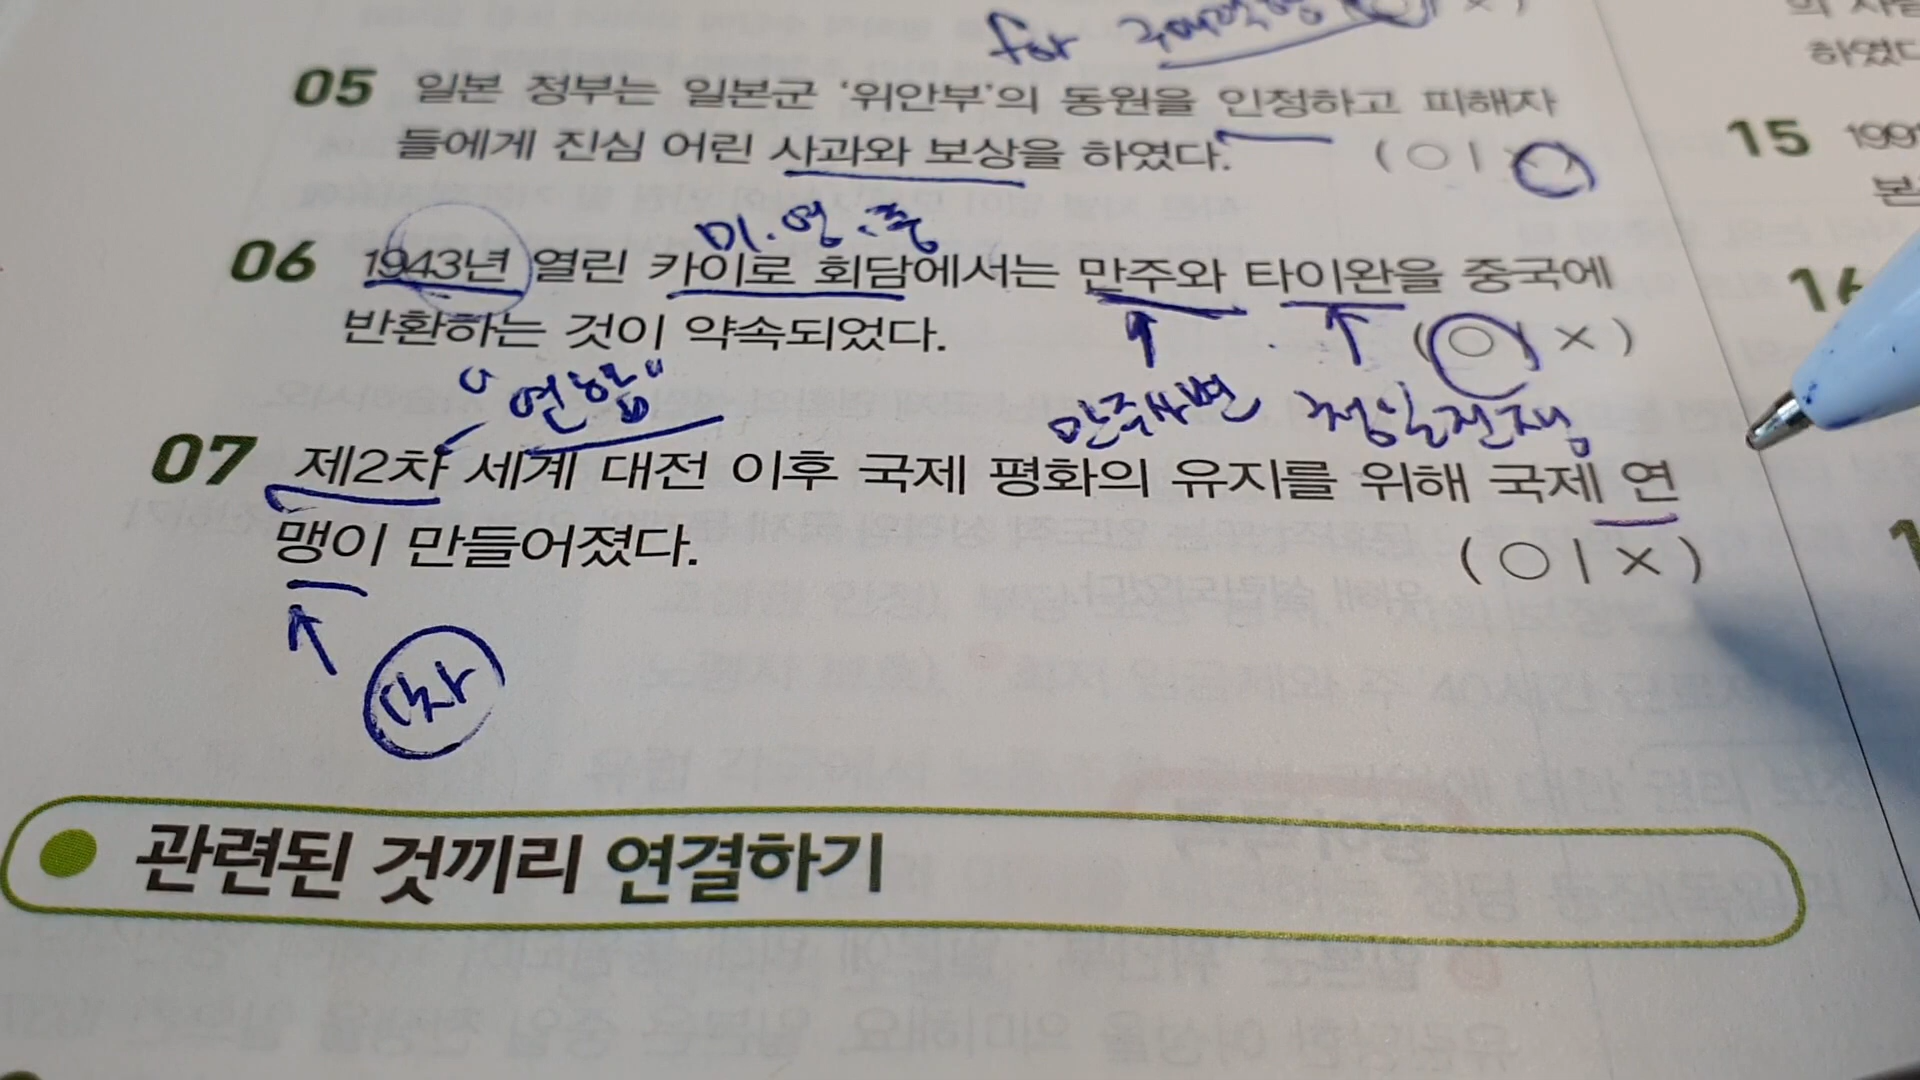 for
05 일본 정부는 일본군 '위안부'의 동원을 인정하고 피해자
들에게 진심 어린 사과와 보상을 하였다. ( ○ | × )
미·영·중
06 1943년 열린 카이로 회담에서는 만주와 타이완을 중국에
반환하는 것이 약속되었다. ( ○ | × )
"연합"
만주사변 청일전쟁
07 제2차 세계 대전 이후 국제 평화의 유지를 위해 국제 연
맹이 만들어졌다. ( ○ | × )
1차
관련된 것끼리 연결하기
하였다
15 199
본
16